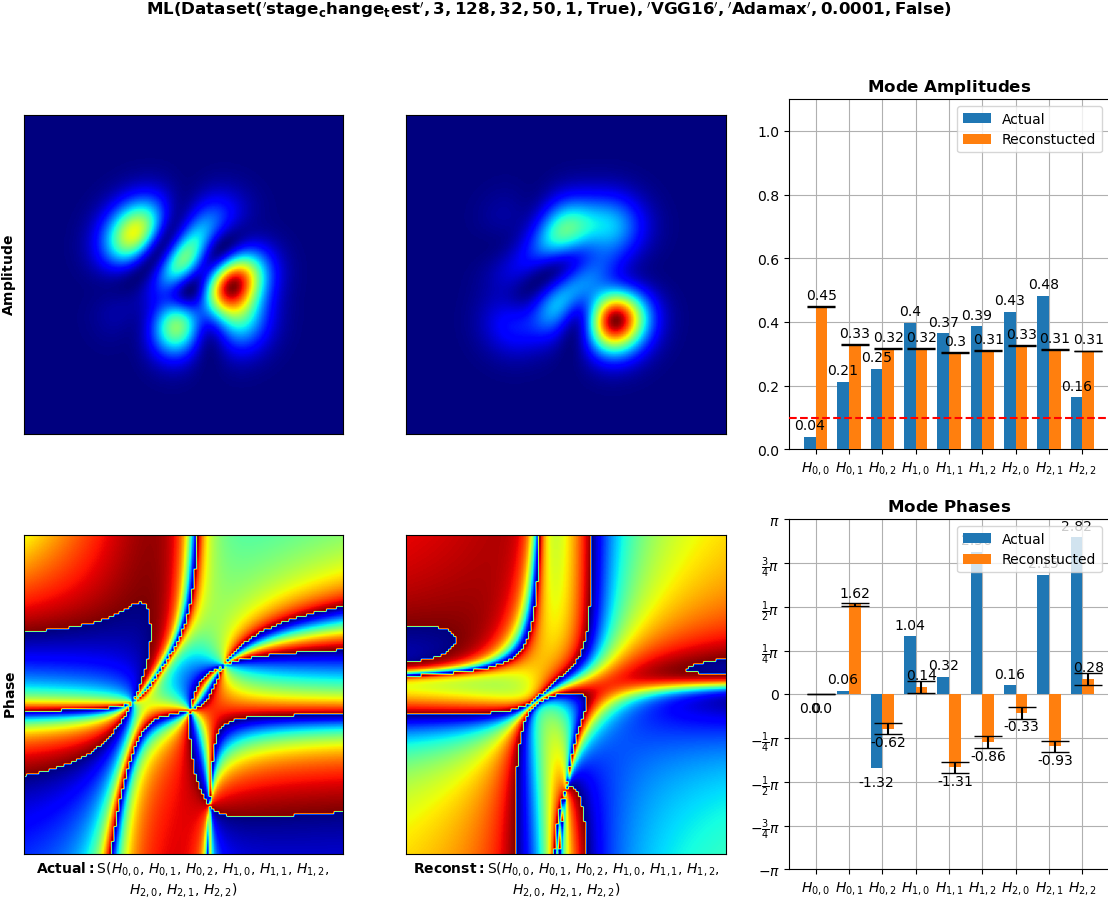 ML(Dataset('stage_change_test', 3, 128, 32, 50, 1, True), 'VGG16', 'Adamax', 0.0001, False)
Mode Amplitudes
Actual
Reconstucted
Amplitude
1.0
0.8
0.6
0.4
0.2
0.0
0.04
0.45
0.21
0.33
0.25
0.32
0.4
0.32
0.37
0.3
0.39
0.31
0.43
0.33
0.48
0.31
0.16
0.31
H0,0 H0,1 H0,2 H1,0 H1,1 H1,2 H2,0 H2,1 H2,2
Mode Phases
Actual
Reconstucted
Phase
π
3/4π
1/2π
1/4π
0
−1/4π
−1/2π
−3/4π
−π
0.0
0.06
1.62
-1.32
-0.62
1.04
0.14
0.32
-1.31
-0.86
0.16
-0.33
-0.93
2.82
0.28
H0,0 H0,1 H0,2 H1,0 H1,1 H1,2 H2,0 H2,1 H2,2
Actual: S(H0,0, H0,1, H0,2, H1,0, H1,1, H1,2,
H2,0, H2,1, H2,2)
Reconst: S(H0,0, H0,1, H0,2, H1,0, H1,1, H1,2,
H2,0, H2,1, H2,2)